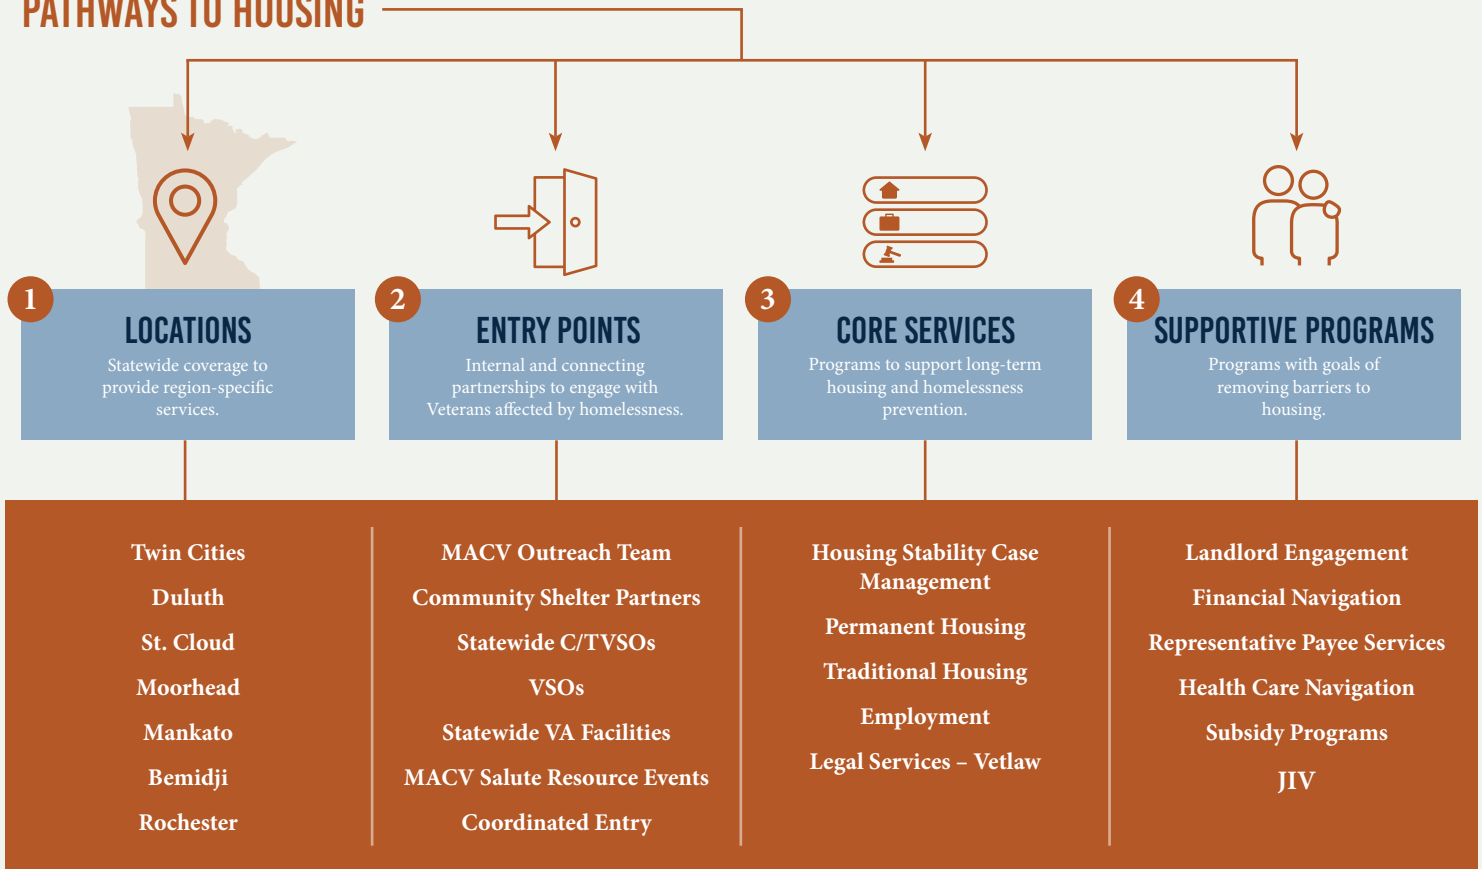 PATHWAYS TO HOUSING
1
LOCATIONS
Statewide coverage to
provide region-specific
services.
2
ENTRY POINTS
Internal and connecting
partnerships to engage with
Veterans affected by homelessness.
3
CORE SERVICES
Programs to support long-term
housing and homelessness
prevention.
4
SUPPORTIVE PROGRAMS
Programs with goals of
removing barriers to
housing.
Twin Cities
Duluth
St. Cloud
Moorhead
Mankato
Bemidji
Rochester
MACV Outreach Team
Community Shelter Partners
Statewide C/TVSOs
VSOs
Statewide VA Facilities
MACV Salute Resource Events
Coordinated Entry
Housing Stability Case
Management
Permanent Housing
Traditional Housing
Employment
Legal Services – Vetlaw
Landlord Engagement
Financial Navigation
Representative Payee Services
Health Care Navigation
Subsidy Programs
JIV